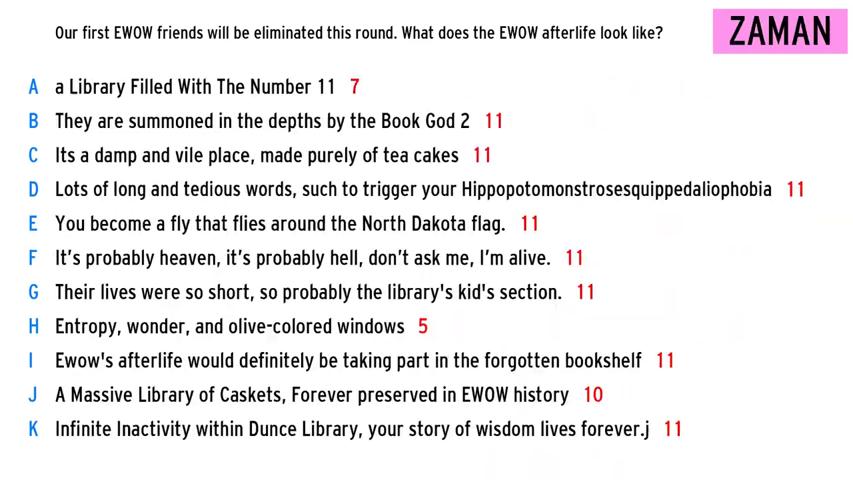 Our first EWOW friends will be eliminated this round. What does the EWOW afterlife look like?
ZAMAN
A a Library Filled With The Number 11 7
B They are summoned in the depths by the Book God 2 11
C Its a damp and vile place, made purely of tea cakes 11
D Lots of long and tedious words, such to trigger your Hippopotomonstrosesquippedaliophobia 11
E You become a fly that flies around the North Dakota flag. 11
F It’s probably heaven, it’s probably hell, don’t ask me, I’m alive. 11
G Their lives were so short, so probably the library's kid's section. 11
H Entropy, wonder, and olive-colored windows 5
I Ewow's afterlife would definitely be taking part in the forgotten bookshelf 11
J A Massive Library of Caskets, Forever preserved in EWOW history 10
K Infinite Inactivity within Dunce Library, your story of wisdom lives forever.j 11